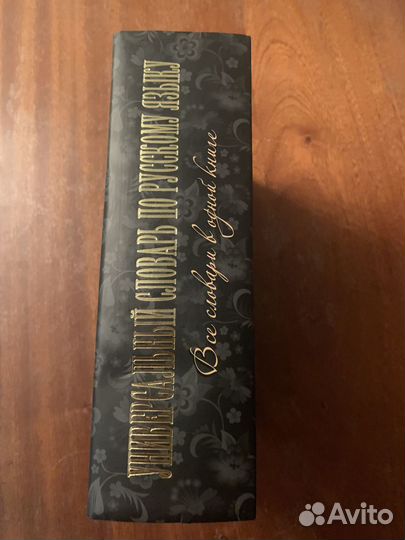 УНИВЕРСАЛЬНЫЙ СЛОВАРЬ ПО РУССКОМУ ЯЗЫКУ
Все словари в одной книге
Avito